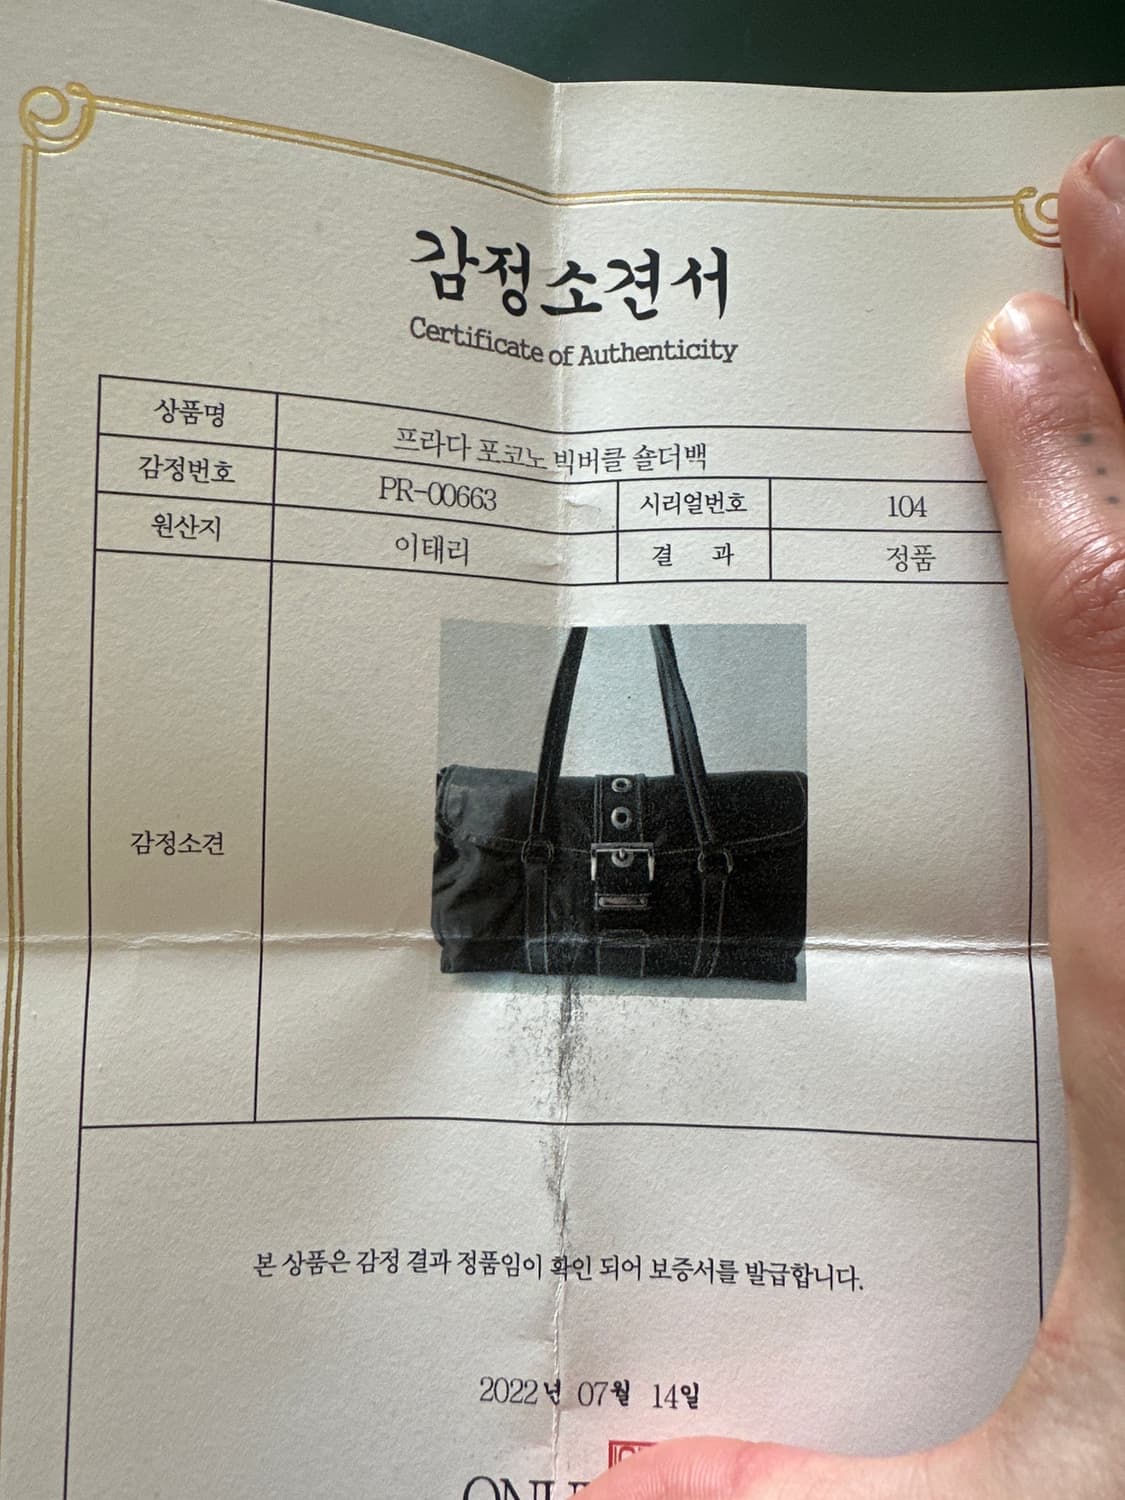 감정소견서
Certificate of Authenticity
상품명 프라다 포코노 빅버클 숄더백
감정번호 PR-00663 시리얼번호 104
원산지 이태리 결 과 정품
감정소견
본 상품은 감정 결과 정품임이 확인 되어 보증서를 발급합니다.
2022년 07월 14일